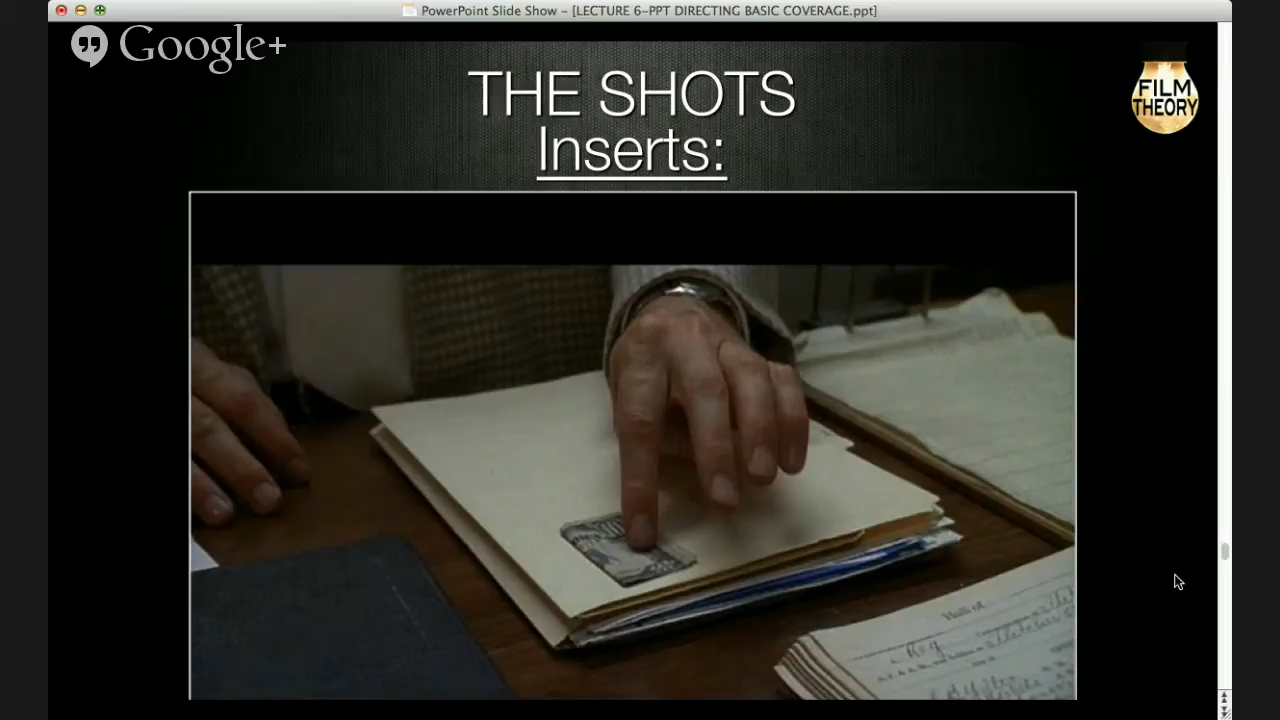 PowerPoint Slide Show – [LECTURE 6-PPT DIRECTING BASIC COVERAGE.ppt]
Google+
THE SHOTS
Inserts:
FILM
THEORY